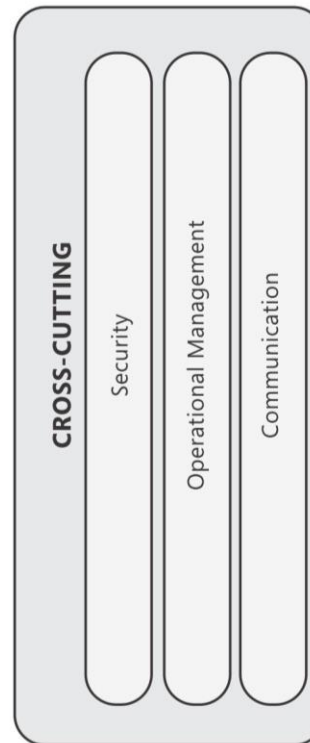 CROSS-CUTTING
Security
Operational Management
Communication